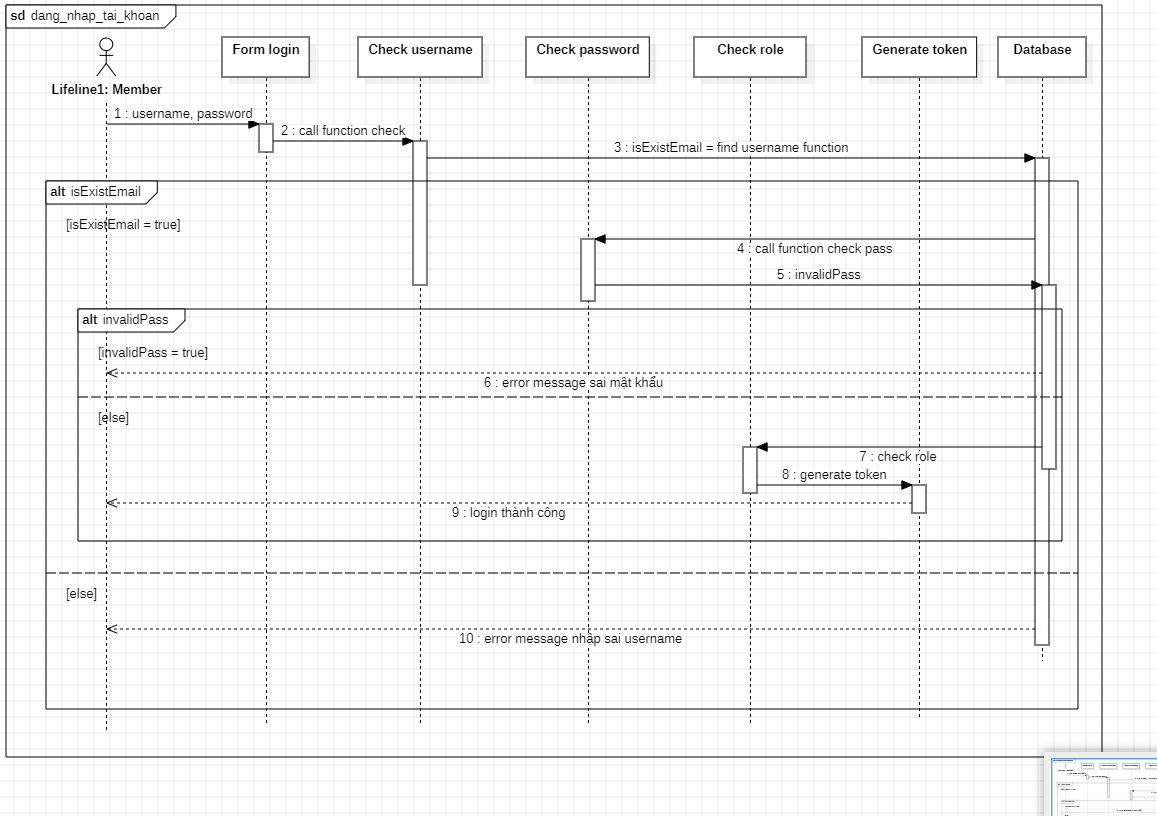 sd dang_nhap_tai_khoan
Form login
Check username
Check password
Check role
Generate token
Database
Lifeline1: Member
1 : username, password
2 : call function check
3 : isExistEmail = find username function
alt isExistEmail
[isExistEmail = true]
4 : call function check pass
5 : invalidPass
alt invalidPass
[invalidPass = true]
6 : error message sai mật khẩu
[else]
7 : check role
8 : generate token
9 : login thành công
[else]
10 : error message nhập sai username